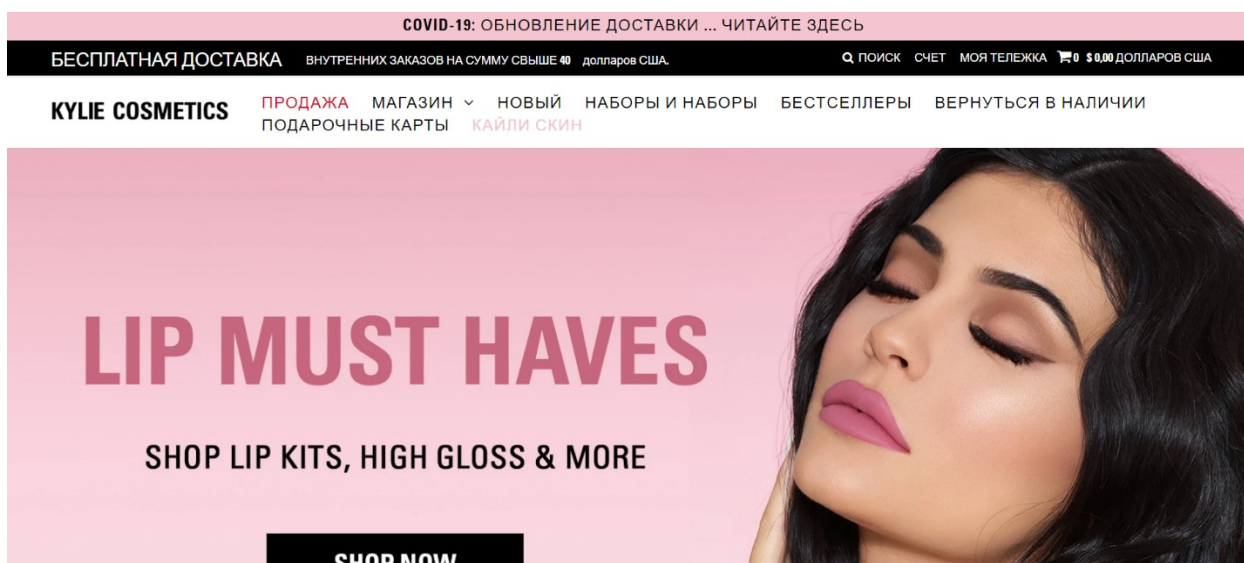 COVID-19: ОБНОВЛЕНИЕ ДОСТАВКИ ... ЧИТАЙТЕ ЗДЕСЬ
БЕСПЛАТНАЯ ДОСТАВКА ВНУТРЕННИХ ЗАКАЗОВ НА СУММУ СВЫШЕ 40 долларов США. ПОИСК СЧЕТ МОЯ ТЕЛЕЖКА 0 $ 0,00 ДОЛЛАРОВ США
KYLIE COSMETICS ПРОДАЖА МАГАЗИН НОВЫЙ НАБОРЫ И НАБОРЫ БЕСТСЕЛЛЕРЫ ВЕРНУТЬСЯ В НАЛИЧИИ
ПОДАРОЧНЫЕ КАРТЫ КАЙЛИ СКИН
LIP MUST HAVES
SHOP LIP KITS, HIGH GLOSS & MORE
SHOP NOW